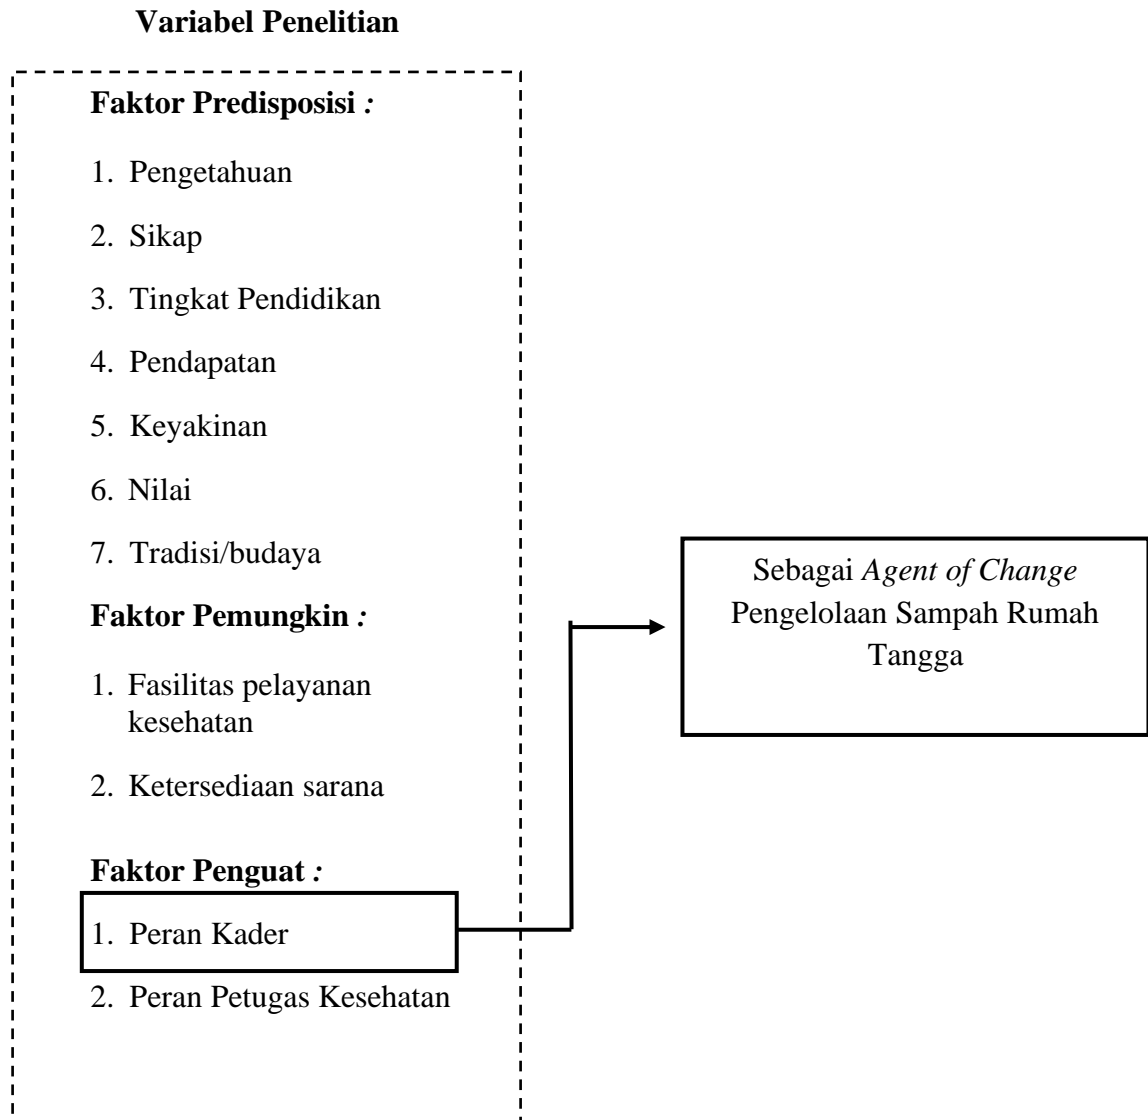 Variabel Penelitian
Faktor Predisposisi :
1. Pengetahuan
2. Sikap
3. Tingkat Pendidikan
4. Pendapatan
5. Keyakinan
6. Nilai
7. Tradisi/budaya
Faktor Pemungkin :
1. Fasilitas pelayanan
kesehatan
2. Ketersediaan sarana
Faktor Penguat :
1. Peran Kader
2. Peran Petugas Kesehatan
Sebagai Agent of Change
Pengelolaan Sampah Rumah
Tangga